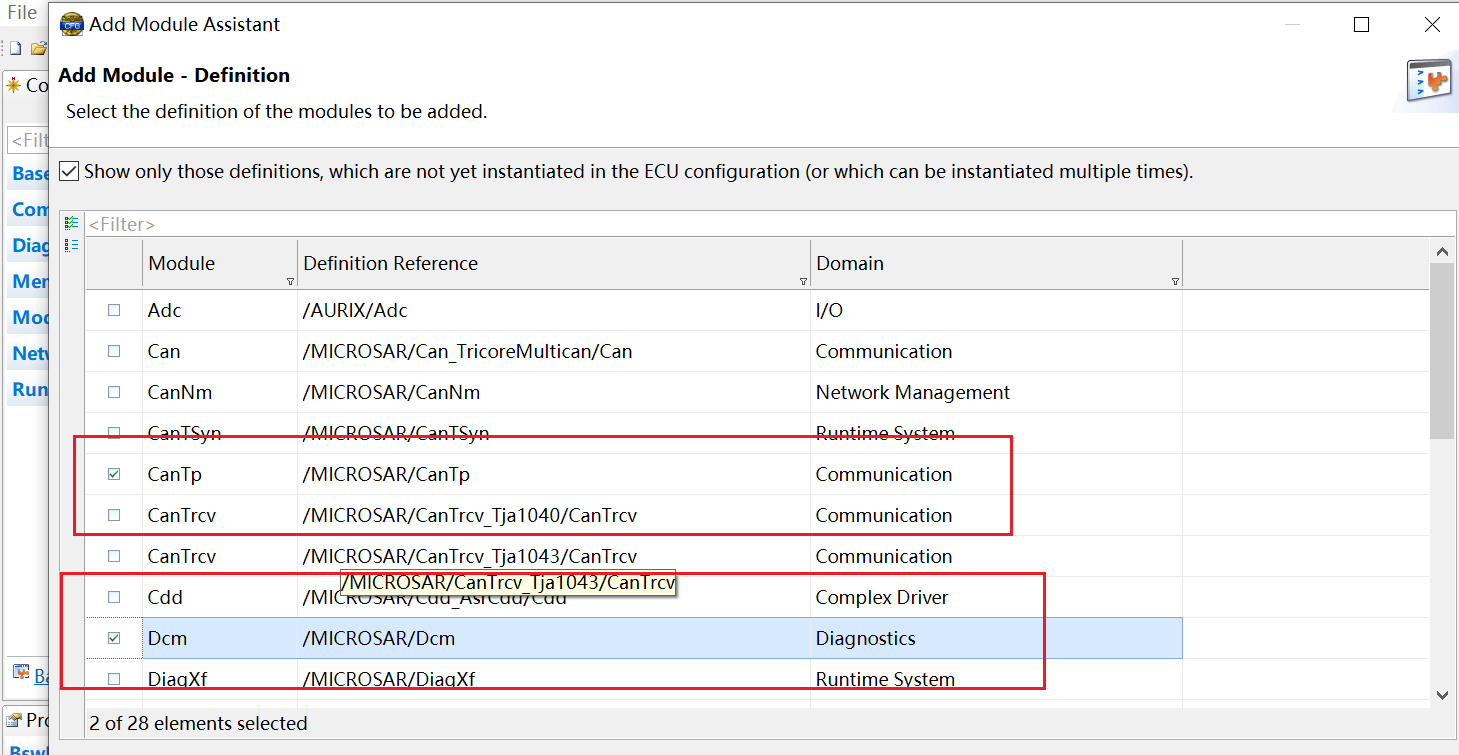 File
Add Module Assistant
Add Module - Definition
Select the definition of the modules to be added.
Co
<Filt
Show only those definitions, which are not yet instantiated in the ECU configuration (or which can be instantiated multiple times).
Base
Com
Diag
Mem
Mod
Netv
Run
<Filter>
Module Definition Reference Domain
Adc /AURIX/Adc I/O
Can /MICROSAR/Can_TricoreMultican/Can Communication
CanNm /MICROSAR/CanNm Network Management
CanTSyn /MICROSAR/CanTSyn Runtime System
CanTp /MICROSAR/CanTp Communication
CanTrcv /MICROSAR/CanTrcv_Tja1040/CanTrcv Communication
CanTrcv /MICROSAR/CanTrcv_Tja1043/CanTrcv Communication
/MICROSAR/CanTrcv_Tja1043/CanTrcv
Cdd /MICROSAR/Cdd_AsrCdd/Cdd Complex Driver
Dcm /MICROSAR/Dcm Diagnostics
DiagXf /MICROSAR/DiagXf Runtime System
Ba
Pro
2 of 28 elements selected